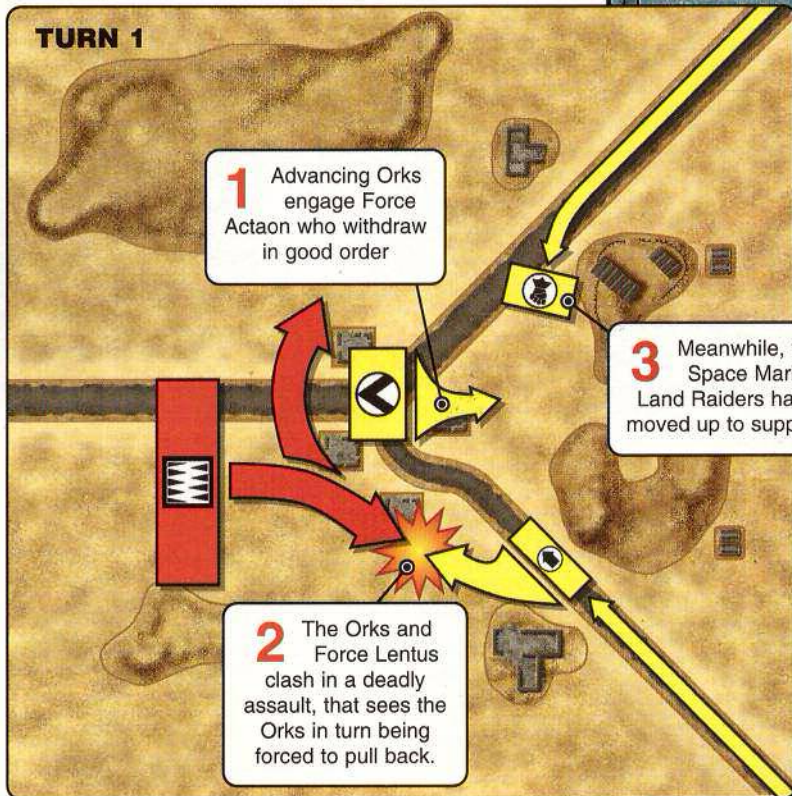 TURN 1
1 Advancing Orks
engage Force
Actaon who withdraw
in good order
3 Meanwhile,
Space Mar
Land Raiders ha
moved up to supp
2 The Orks and
Force Lentus
clash in a deadly
assault, that sees the
Orks in turn being
forced to pull back.